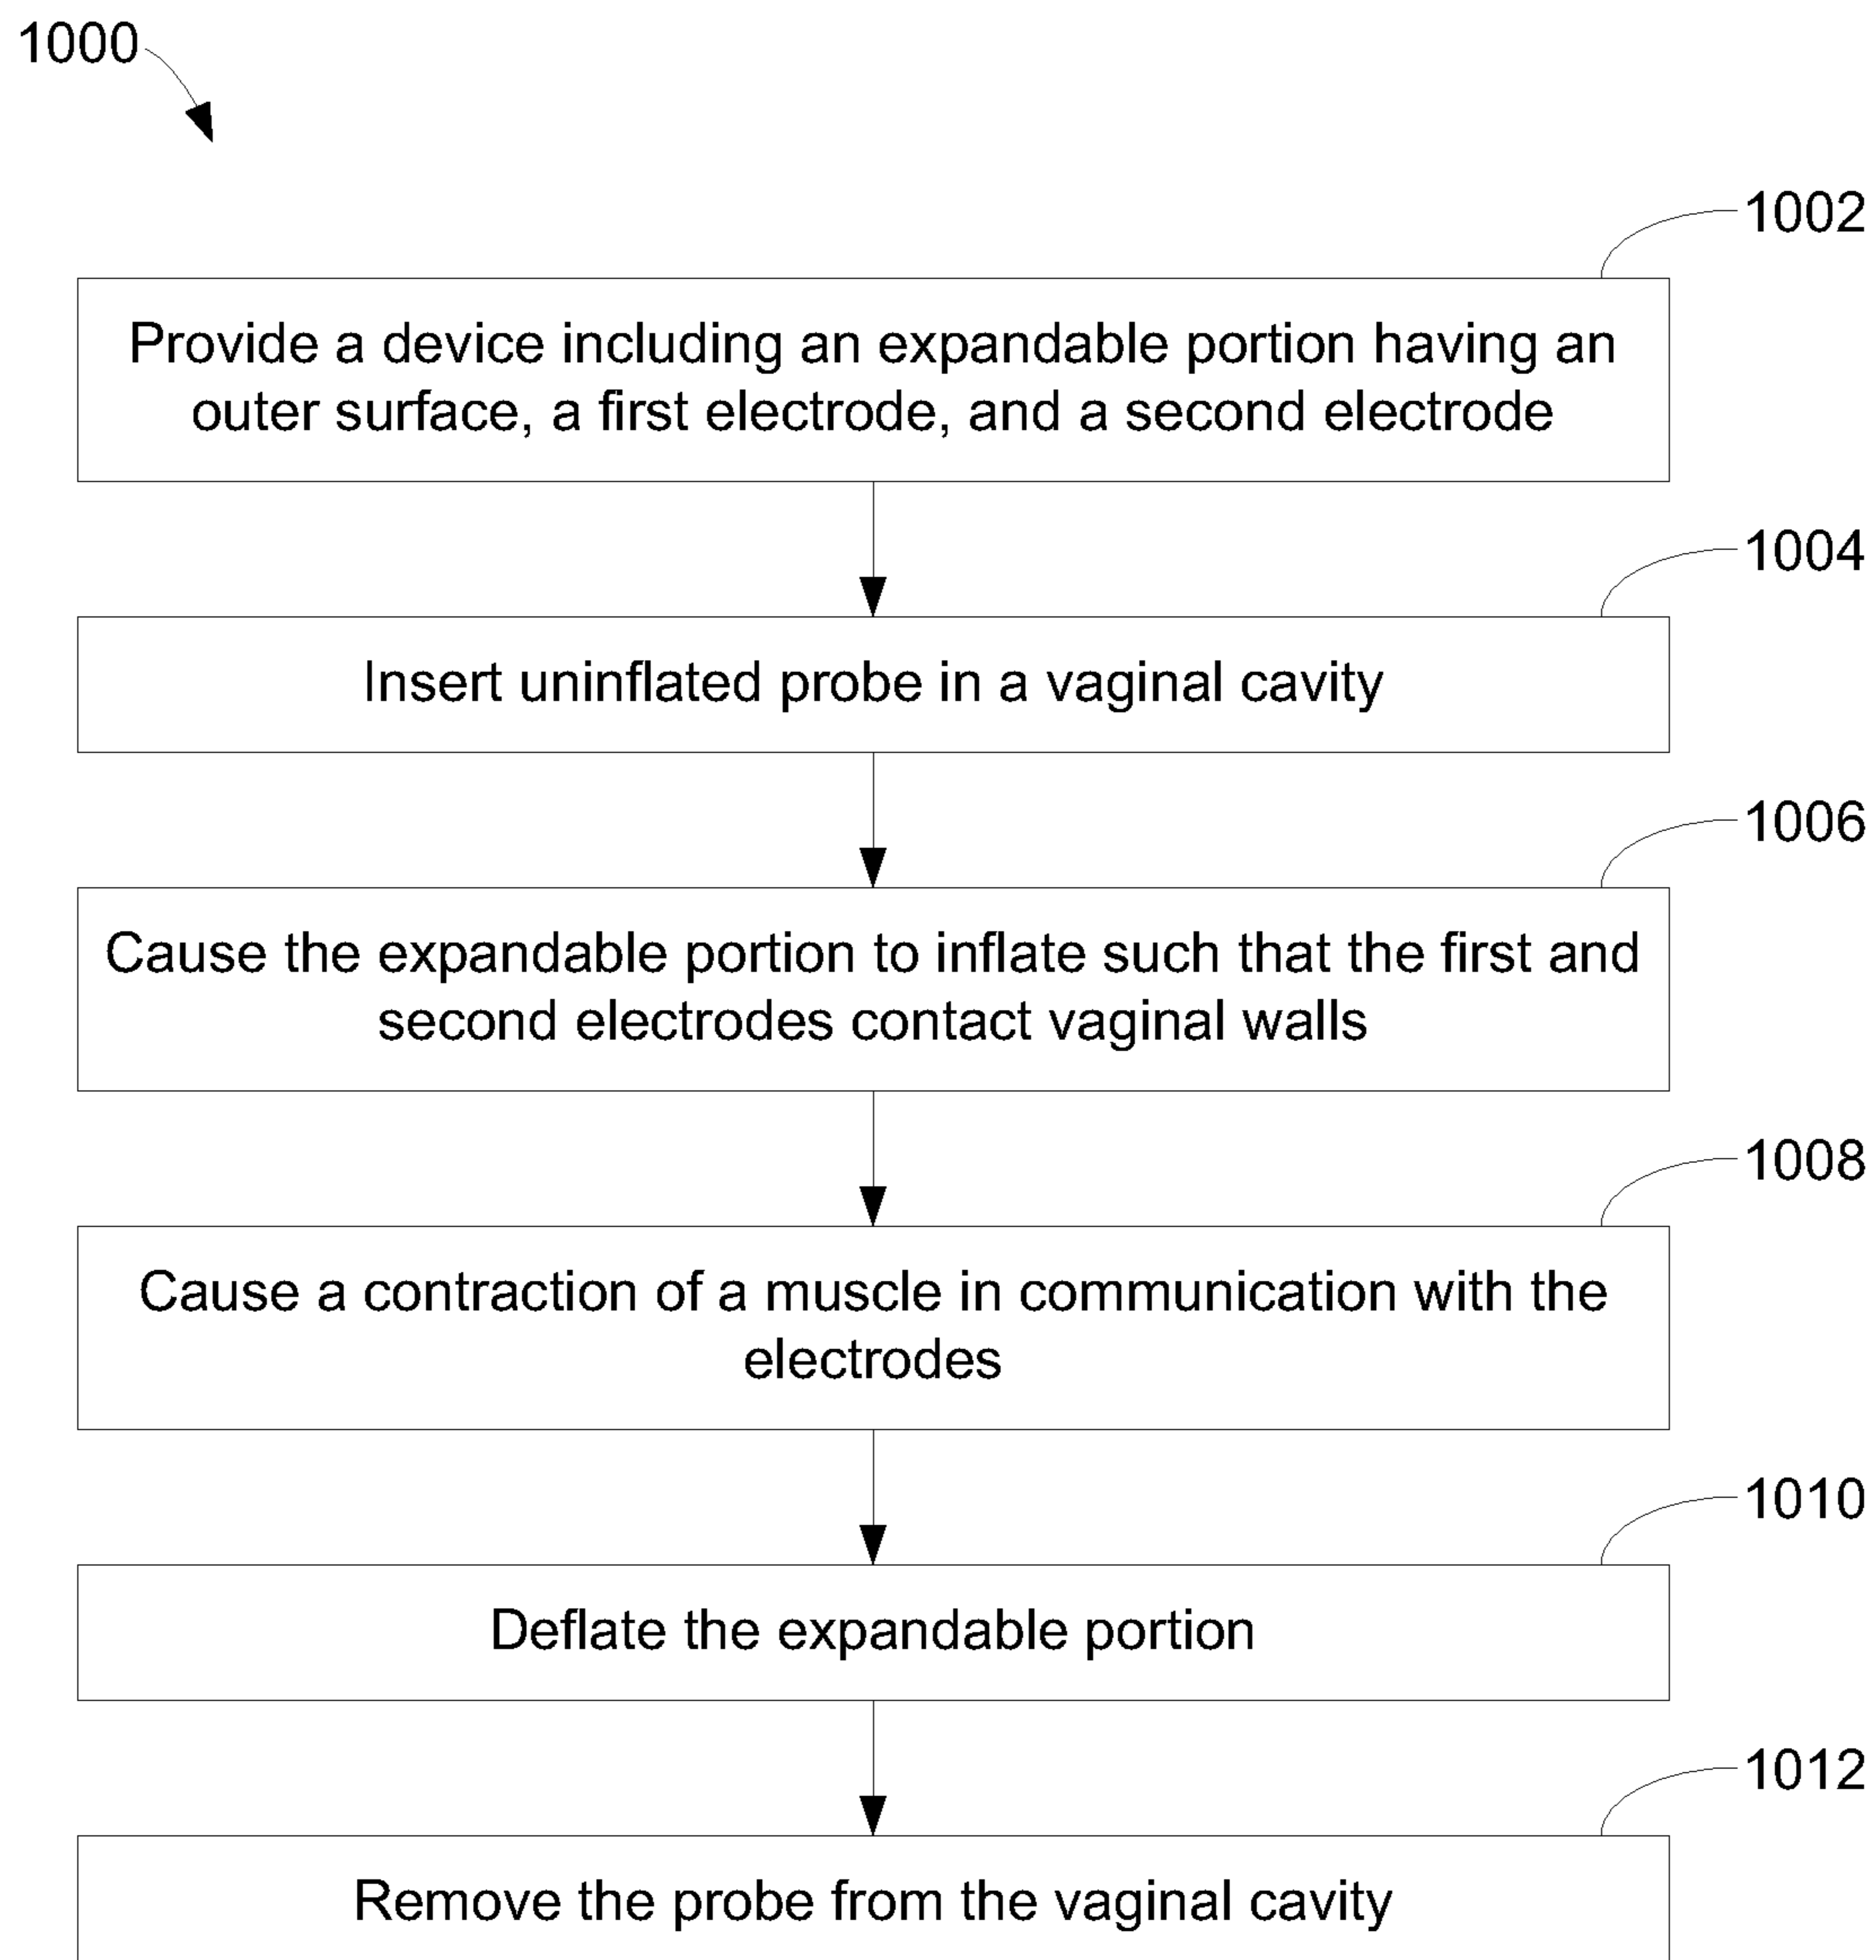 1000
1002
Provide a device including an expandable portion having an
outer surface, a first electrode, and a second electrode
1004
Insert uninflated probe in a vaginal cavity
1006
Cause the expandable portion to inflate such that the first and
second electrodes contact vaginal walls
1008
Cause a contraction of a muscle in communication with the
electrodes
1010
Deflate the expandable portion
1012
Remove the probe from the vaginal cavity